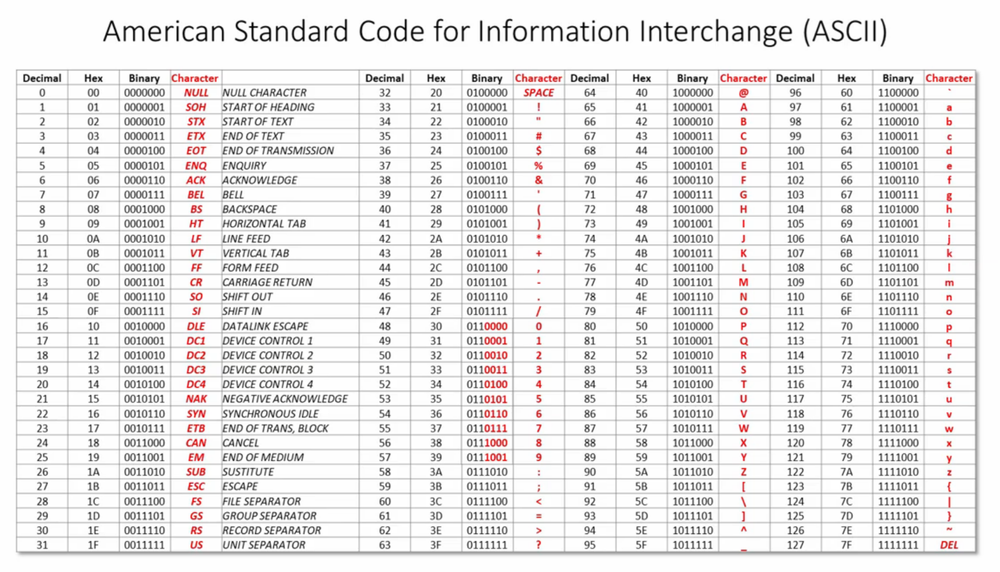 American Standard Code for Information Interchange (ASCII)
Decimal Hex Binary Character Decimal Hex Binary Character Decimal Hex Binary Character Decimal Hex Binary Character
0 00 0000000 NULL NULL CHARACTER 32 20 0100000 SPACE 64 40 1000000 @ 96 60 1100000 `
1 01 0000001 SOH START OF HEADING 33 21 0100001 ! 65 41 1000001 A 97 61 1100001 a
2 02 0000010 STX START OF TEXT 34 22 0100010 " 66 42 1000010 B 98 62 1100010 b
3 03 0000011 ETX END OF TEXT 35 23 0100011 # 67 43 1000011 C 99 63 1100011 c
4 04 0000100 EOT END OF TRANSMISSION 36 24 0100100 $ 68 44 1000100 D 100 64 1100100 d
5 05 0000101 ENQ ENQUIRY 37 25 0100101 % 69 45 1000101 E 101 65 1100101 e
6 06 0000110 ACK ACKNOWLEDGE 38 26 0100110 & 70 46 1000110 F 102 66 1100110 f
7 07 0000111 BEL BELL 39 27 0100111 ' 71 47 1000111 G 103 67 1100111 g
8 08 0001000 BS BACKSPACE 40 28 0101000 ( 72 48 1001000 H 104 68 1101000 h
9 09 0001001 HT HORIZONTAL TAB 41 29 0101001 ) 73 49 1001001 I 105 69 1101001 i
10 0A 0001010 LF LINE FEED 42 2A 0101010 * 74 4A 1001010 J 106 6A 1101010 j
11 0B 0001011 VT VERTICAL TAB 43 2B 0101011 + 75 4B 1001011 K 107 6B 1101011 k
12 0C 0001100 FF FORM FEED 44 2C 0101100 , 76 4C 1001100 L 108 6C 1101100 l
13 0D 0001101 CR CARRIAGE RETURN 45 2D 0101101 - 77 4D 1001101 M 109 6D 1101101 m
14 0E 0001110 SO SHIFT OUT 46 2E 0101110 . 78 4E 1001110 N 110 6E 1101110 n
15 0F 0001111 SI SHIFT IN 47 2F 0101111 / 79 4F 1001111 O 111 6F 1101111 o
16 10 0010000 DLE DATALINK ESCAPE 48 30 0110000 0 80 50 1010000 P 112 70 1110000 p
17 11 0010001 DC1 DEVICE CONTROL 1 49 31 0110001 1 81 51 1010001 Q 113 71 1110001 q
18 12 0010010 DC2 DEVICE CONTROL 2 50 32 0110010 2 82 52 1010010 R 114 72 1110010 r
19 13 0010011 DC3 DEVICE CONTROL 3 51 33 0110011 3 83 53 1010011 S 115 73 1110011 s
20 14 0010100 DC4 DEVICE CONTROL 4 52 34 0110100 4 84 54 1010100 T 116 74 1110100 t
21 15 0010101 NAK NEGATIVE ACKNOWLEDGE 53 35 0110101 5 85 55 1010101 U 117 75 1110101 u
22 16 0010110 SYN SYNCHRONOUS IDLE 54 36 0110110 6 86 56 1010110 V 118 76 1110110 v
23 17 0010111 ETB END OF TRANS, BLOCK 55 37 0110111 7 87 57 1010111 W 119 77 1110111 w
24 18 0011000 CAN CANCEL 56 38 0111000 8 88 58 1011000 X 120 78 1111000 x
25 19 0011001 EM END OF MEDIUM 57 39 0111001 9 89 59 1011001 Y 121 79 1111001 y
26 1A 0011010 SUB SUSTITUTE 58 3A 0111010 : 90 5A 1011010 Z 122 7A 1111010 z
27 1B 0011011 ESC ESCAPE 59 3B 0111011 ; 91 5B 1011011 [ 123 7B 1111011 {
28 1C 0011100 FS FILE SEPARATOR 60 3C 0111100 < 92 5C 1011100 \ 124 7C 1111100 |
29 1D 0011101 GS GROUP SEPARATOR 61 3D 0111101 = 93 5D 1011101 ] 125 7D 1111101 }
30 1E 0011110 RS RECORD SEPARATOR 62 3E 0111110 > 94 5E 1011110 ^ 126 7E 1111110 ~
31 1F 0011111 US UNIT SEPARATOR 63 3F 0111111 ? 95 5F 1011111 _ 127 7F 1111111 DEL